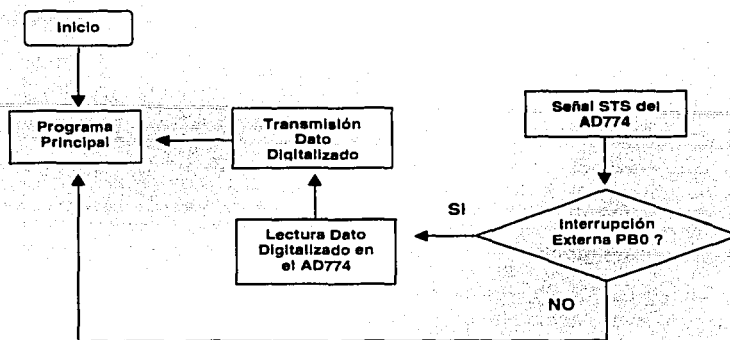 Inicio
Programa
Principal
Transmisión
Dato
Digitalizado
Señal STS del
AD774
SI
Lectura Dato
Digitalizado en
el AD774
Interrupción
Externa PB0 ?
NO